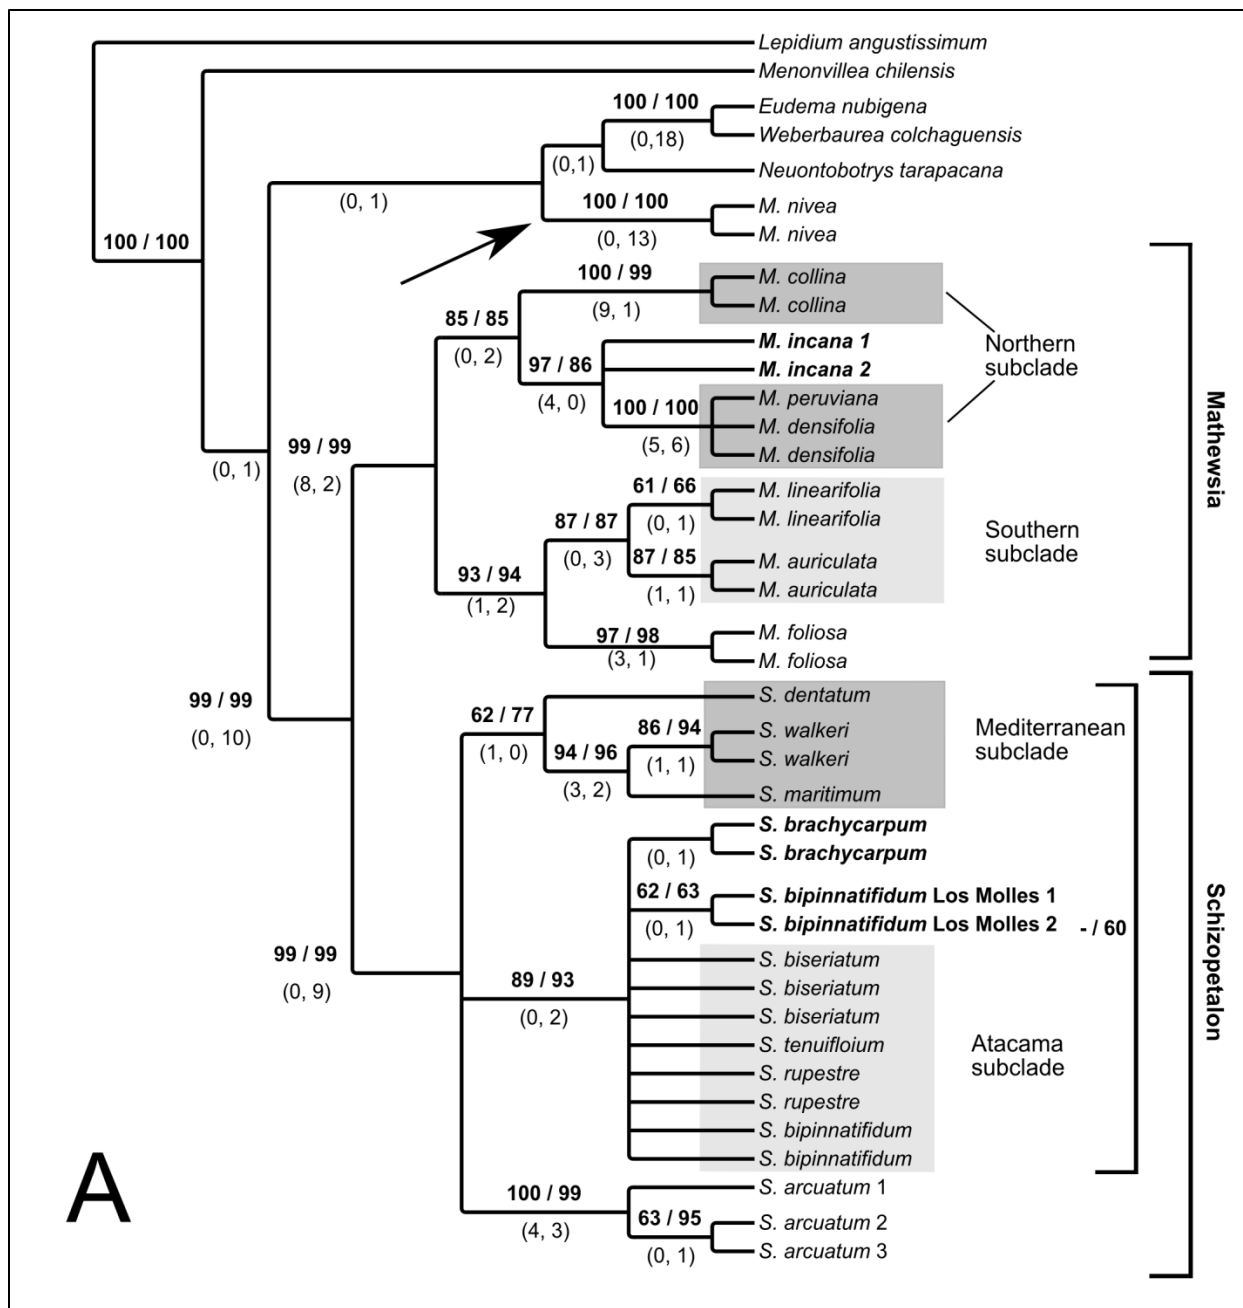 Lepidium angustissimum
Menonvillea chilensis
100 / 100
Eudema nubigena
(0,18)
Weberbaurea colchaguensis
(0,1)
Neuontobotrys tarapacana
(0, 1)
100 / 100
M. nivea
(0, 13)
M. nivea
100 / 100
100 / 99
M. collina
(9, 1)
M. collina
85 / 85
(0, 2)
M. incana 1
97 / 86
M. incana 2
(4, 0)
Northern
subclade
M. peruviana
100 / 100
M. densifolia
(5, 6)
M. densifolia
Mathewsia
99 / 99
(0, 1)
(8, 2)
61 / 66
M. linearifolia
(0, 1)
M. linearifolia
87 / 87
(0, 3)
Southern
subclade
87 / 85
M. auriculata
(1, 1)
M. auriculata
93 / 94
(1, 2)
M. foliosa
97 / 98
(3, 1)
M. foliosa
99 / 99
(0, 10)
S. dentatum
62 / 77
(1, 0)
86 / 94
S. walkeri
(1, 1)
S. walkeri
94 / 96
(3, 2)
S. maritimum
Mediterranean
subclade
S. brachycarpum
(0, 1)
S. brachycarpum
62 / 63
S. bipinnatifidum Los Molles 1
(0, 1)
S. bipinnatifidum Los Molles 2
- / 60
Schizopetalon
99 / 99
(0, 9)
89 / 93
(0, 2)
S. biseriatum
S. biseriatum
S. biseriatum
S. tenuifloium
S. rupestre
S. rupestre
S. bipinnatifidum
S. bipinnatifidum
Atacama
subclade
A
100 / 99
(4, 3)
S. arcuatum 1
63 / 95
S. arcuatum 2
(0, 1)
S. arcuatum 3